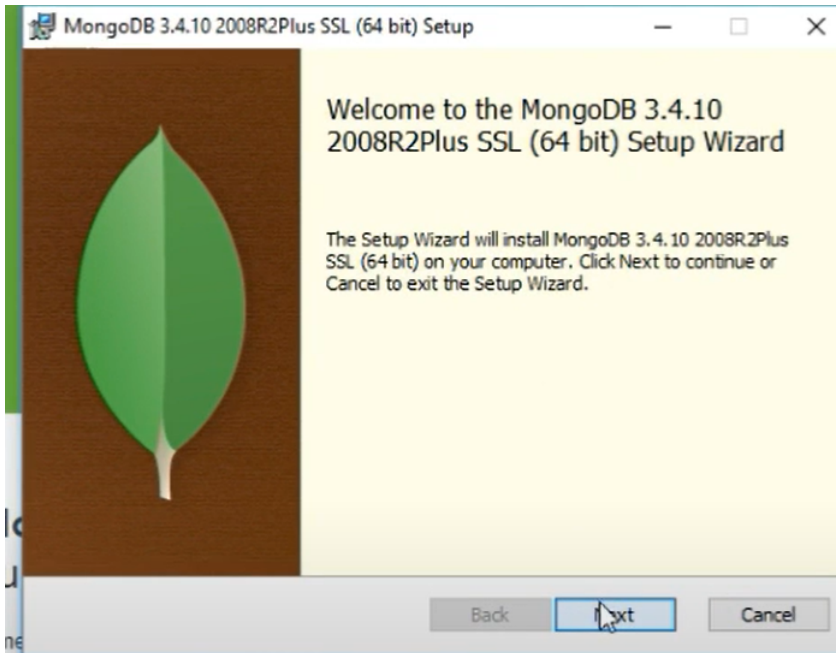 MongoDB 3.4.10 2008R2Plus SSL (64 bit) Setup
Welcome to the MongoDB 3.4.10
2008R2Plus SSL (64 bit) Setup Wizard
The Setup Wizard will install MongoDB 3.4.10 2008R2Plus
SSL (64 bit) on your computer. Click Next to continue or
Cancel to exit the Setup Wizard.
Back Next Cancel